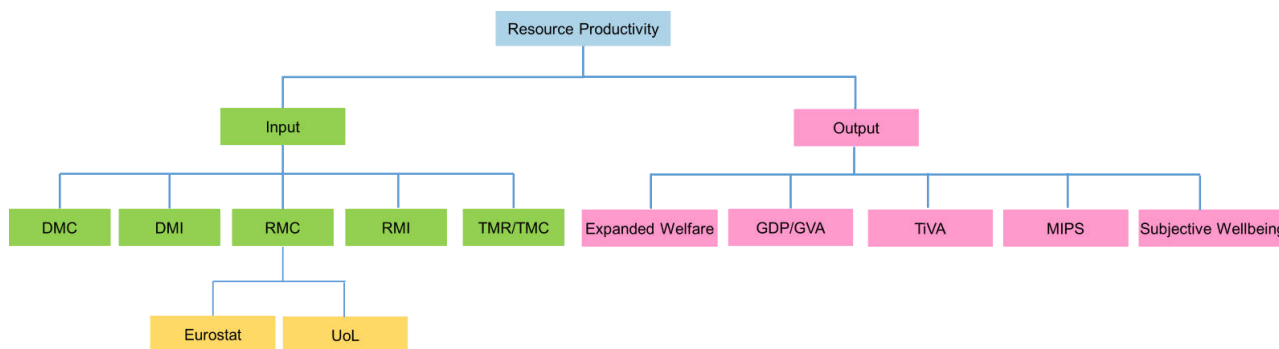 Resource Productivity
Input
Output
DMC
DMI
RMC
RMI
TMR/TMC
Expanded Welfare
GDP/GVA
TiVA
MIPS
Subjective Wellbeing
Eurostat
UoL